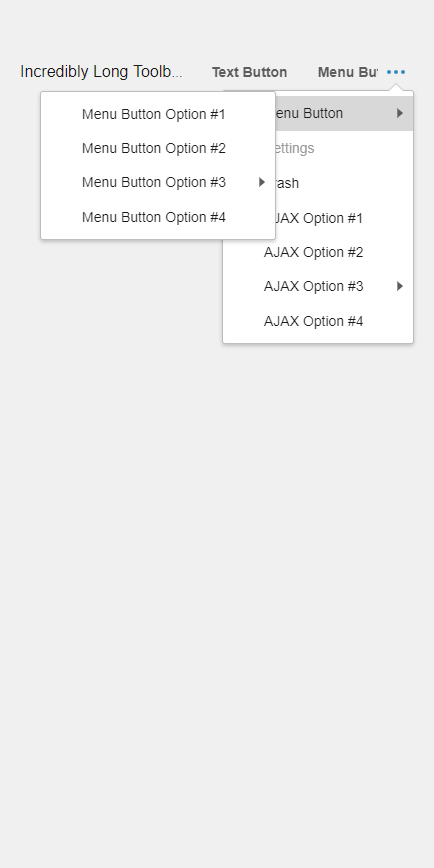 Incredibly Long Toolb... Text Button Menu Bu
Menu Button Option #1
Menu Button Option #2
Menu Button Option #3
Menu Button Option #4
enu Button
ettings
rash
AJAX Option #1
AJAX Option #2
AJAX Option #3
AJAX Option #4